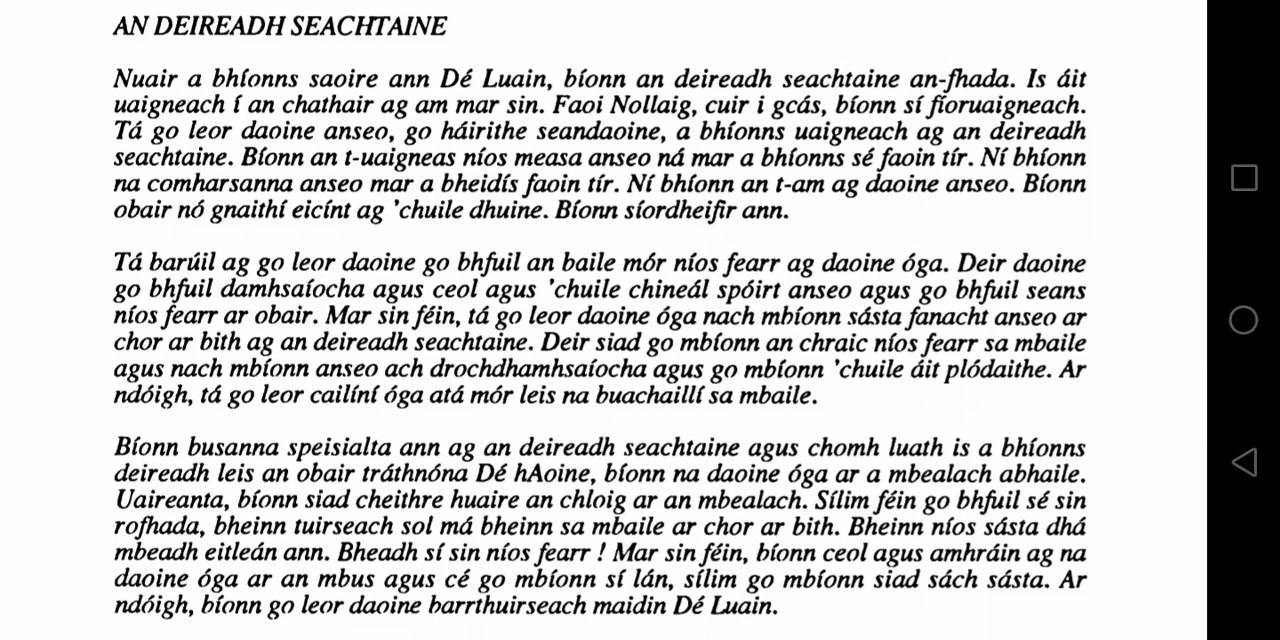 AN DEIREADH SEACHTAINE
Nuair a bhíonns saoire ann Dé Luain, bíonn an deireadh seachtaine an-fhada. Is áit
uaigneach í an chathair ag am mar sin. Faoi Nollaig, cuir i gcás, bíonn sí fíoruaigneach.
Tá go leor daoine anseo, go háirithe seandaoine, a bhíonns uaigneach ag an deireadh
seachtaine. Bíonn an t-uaigneas níos measa anseo ná mar a bhíonns sé faoin tír. Ní bhíonn
na comharsanna anseo mar a bheidís faoin tír. Ní bhíonn an t-am ag daoine anseo. Bíonn
obair nó gnaithí eicínt ag 'chuile dhuine. Bíonn síordheifir ann.
Tá barúil ag go leor daoine go bhfuil an baile mór níos fearr ag daoine óga. Deir daoine
go bhfuil damhsaíocha agus ceol agus 'chuile chineál spóirt anseo agus go bhfuil seans
níos fearr ar obair. Mar sin féin, tá go leor daoine óga nach mbíonn sásta fanacht anseo ar
chor ar bith ag an deireadh seachtaine. Deir siad go mbíonn an chraic níos fearr sa mbaile
agus nach mbíonn anseo ach drochdhamhsaíocha agus go mbíonn 'chuile áit plódaithe. Ar
ndóigh, tá go leor cailíní óga atá mór leis na buachaillí sa mbaile.
Bíonn busanna speisialta ann ag an deireadh seachtaine agus chomh luath is a bhíonns
deireadh leis an obair tráthnóna Dé hAoine, bíonn na daoine óga ar a mbealach abhaile.
Uaireanta, bíonn siad cheithre huaire an chloig ar an mbealach. Sílim féin go bhfuil sé sin
rofhada, bheinn tuirseach sol má bheinn sa mbaile ar chor ar bith. Bheinn níos sásta dhá
mbeadh eitleán ann. Bheadh sí sin níos fearr ! Mar sin féin, bíonn ceol agus amhráin ag na
daoine óga ar an mbus agus cé go mbíonn sí lán, sílim go mbíonn siad sách sásta. Ar
ndóigh, bíonn go leor daoine barrthuirseach maidin Dé Luain.